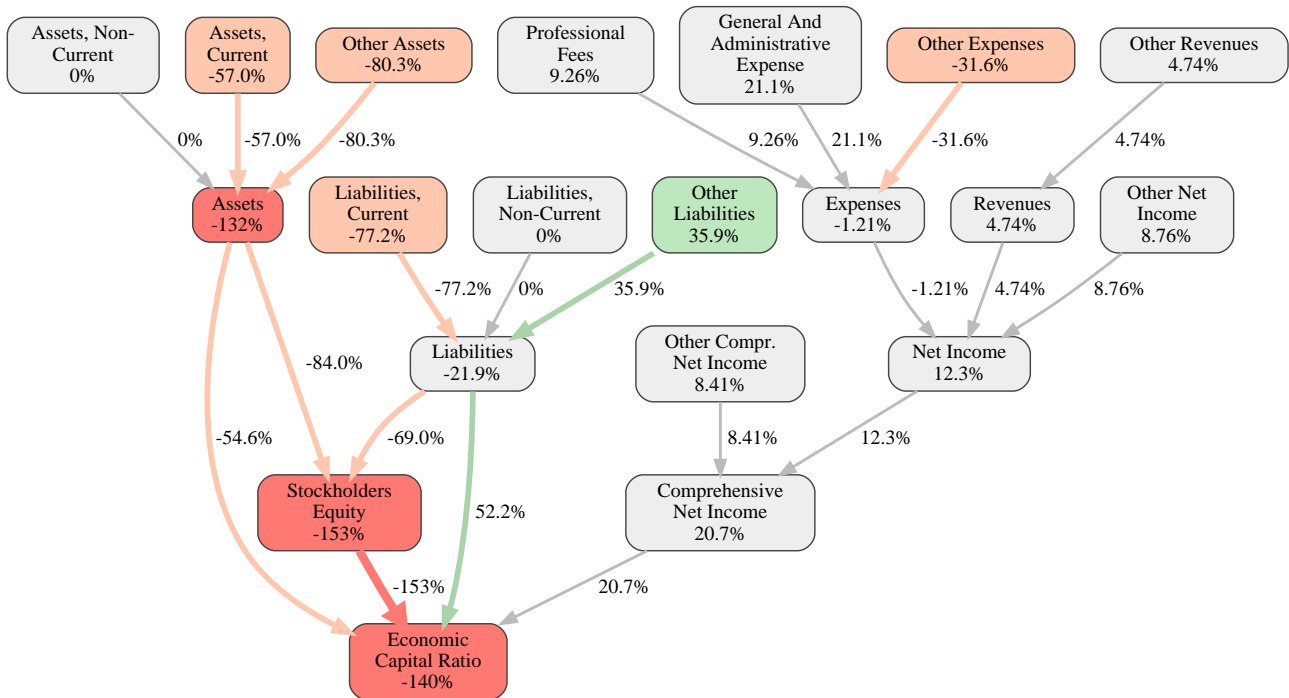 Assets, Non-
Current
0%
Assets,
Current
-57.0%
Other Assets
-80.3%
Professional
Fees
9.26%
General And
Administrative
Expense
21.1%
Other Expenses
-31.6%
Other Revenues
4.74%
0%
-57.0%
-80.3%
9.26%
21.1%
-31.6%
4.74%
Assets
-132%
Liabilities,
Current
-77.2%
Liabilities,
Non-Current
0%
Other
Liabilities
35.9%
Expenses
-1.21%
Revenues
4.74%
Other Net
Income
8.76%
-77.2%
0%
35.9%
-1.21%
4.74%
8.76%
Liabilities
-21.9%
Other Compr.
Net Income
8.41%
Net Income
12.3%
-84.0%
-54.6%
-69.0%
8.41%
12.3%
Stockholders
Equity
-153%
52.2%
Comprehensive
Net Income
20.7%
-153%
20.7%
Economic
Capital Ratio
-140%